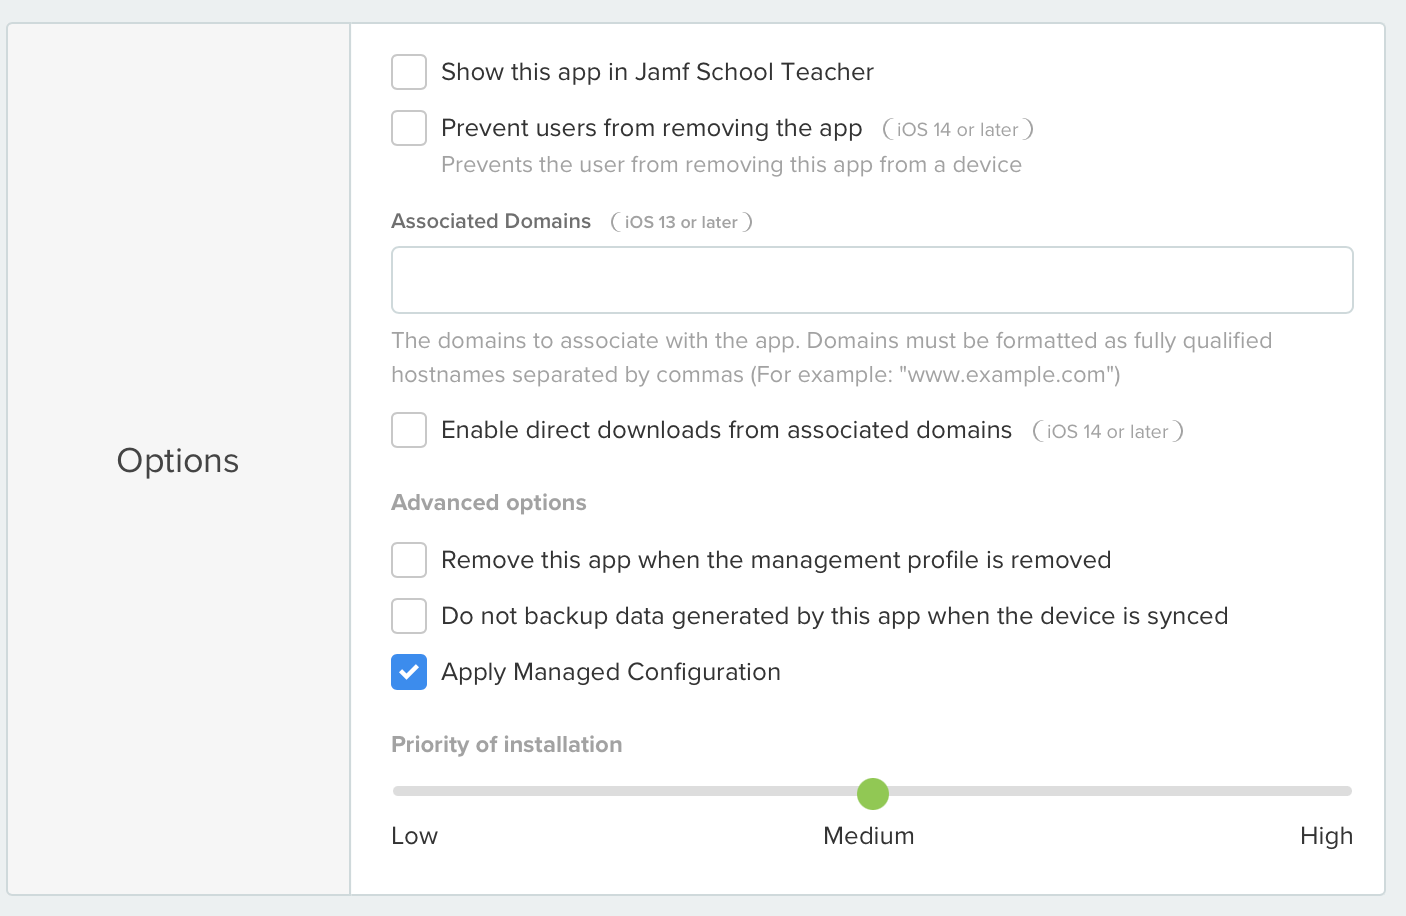 Options
Show this app in Jamf School Teacher
Prevent users from removing the app (iOS 14 or later)
Prevents the user from removing this app from a device
Associated Domains (iOS 13 or later)
The domains to associate with the app. Domains must be formatted as fully qualified
hostnames separated by commas (For example: "www.example.com")
Enable direct downloads from associated domains (iOS 14 or later)
Advanced options
Remove this app when the management profile is removed
Do not backup data generated by this app when the device is synced
Apply Managed Configuration
Priority of installation
Low Medium High